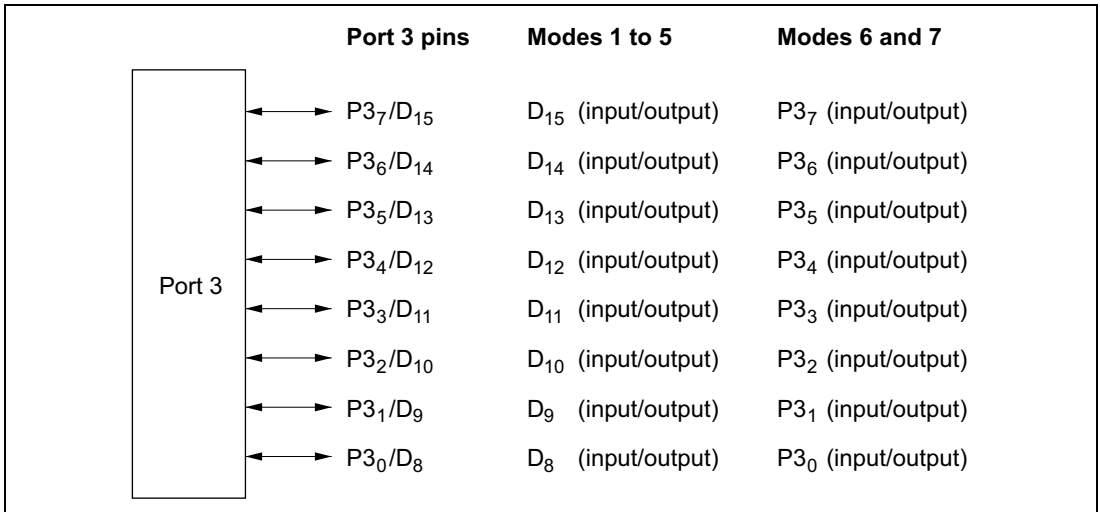 Port 3 pins Modes 1 to 5 Modes 6 and 7
P3₇/D₁₅ D₁₅ (input/output) P3₇ (input/output)
P3₆/D₁₄ D₁₄ (input/output) P3₆ (input/output)
P3₅/D₁₃ D₁₃ (input/output) P3₅ (input/output)
P3₄/D₁₂ D₁₂ (input/output) P3₄ (input/output)
Port 3
P3₃/D₁₁ D₁₁ (input/output) P3₃ (input/output)
P3₂/D₁₀ D₁₀ (input/output) P3₂ (input/output)
P3₁/D₉ D₉ (input/output) P3₁ (input/output)
P3₀/D₈ D₈ (input/output) P3₀ (input/output)